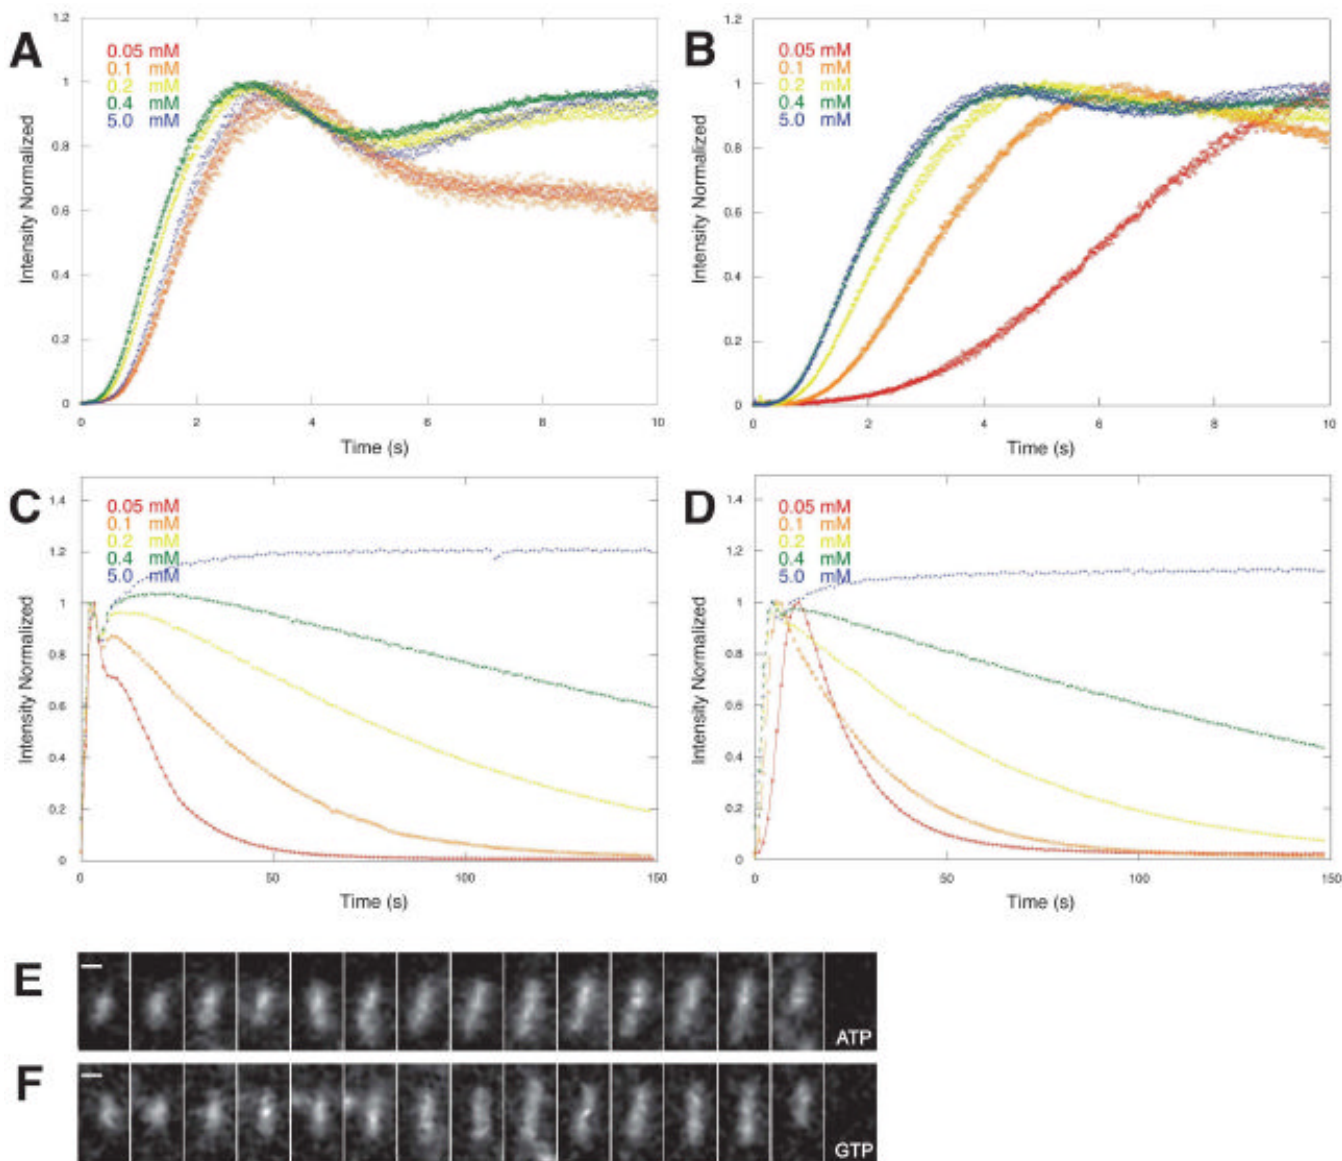 A
0.05 mM
0.1 mM
0.2 mM
0.4 mM
5.0 mM
1.2
1
0.8
0.6
0.4
0.2
0
Intensity Normalized
0 2 4 6 8 10
Time (s)
B
0.05 mM
0.1 mM
0.2 mM
0.4 mM
5.0 mM
1.2
1
0.8
0.6
0.4
0.2
0
Intensity Normalized
0 2 4 6 8 10
Time (s)
C
0.05 mM
0.1 mM
0.2 mM
0.4 mM
5.0 mM
1.4
1.2
1
0.8
0.6
0.4
0.2
0
Intensity Normalized
0 50 100 150
Time (s)
D
0.05 mM
0.1 mM
0.2 mM
0.4 mM
5.0 mM
1.4
1.2
1
0.8
0.6
0.4
0.2
0
Intensity Normalized
0 50 100 150
Time (s)
E
ATP
F
GTP